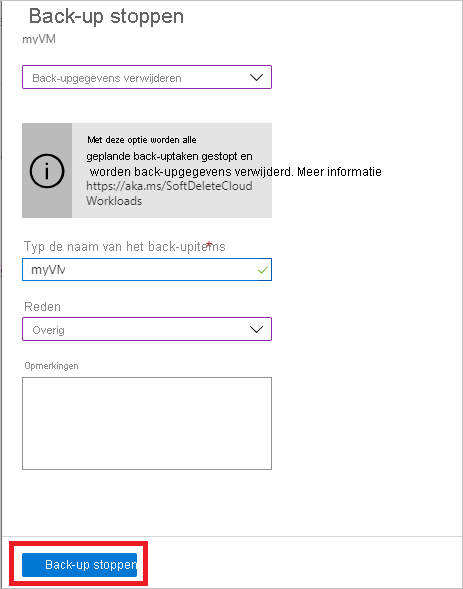 Back-up stoppen
myVM
Back-upgegevens verwijderen
Met deze optie worden alle
geplande back-uptaken gestopt en
worden back-upgegevens verwijderd. Meer informatie
https://aka.ms/SoftDeleteCloud
Workloads
Typ de naam van het back-upitems*
myVM
Reden
Overig
Opmerkingen
Back-up stoppen